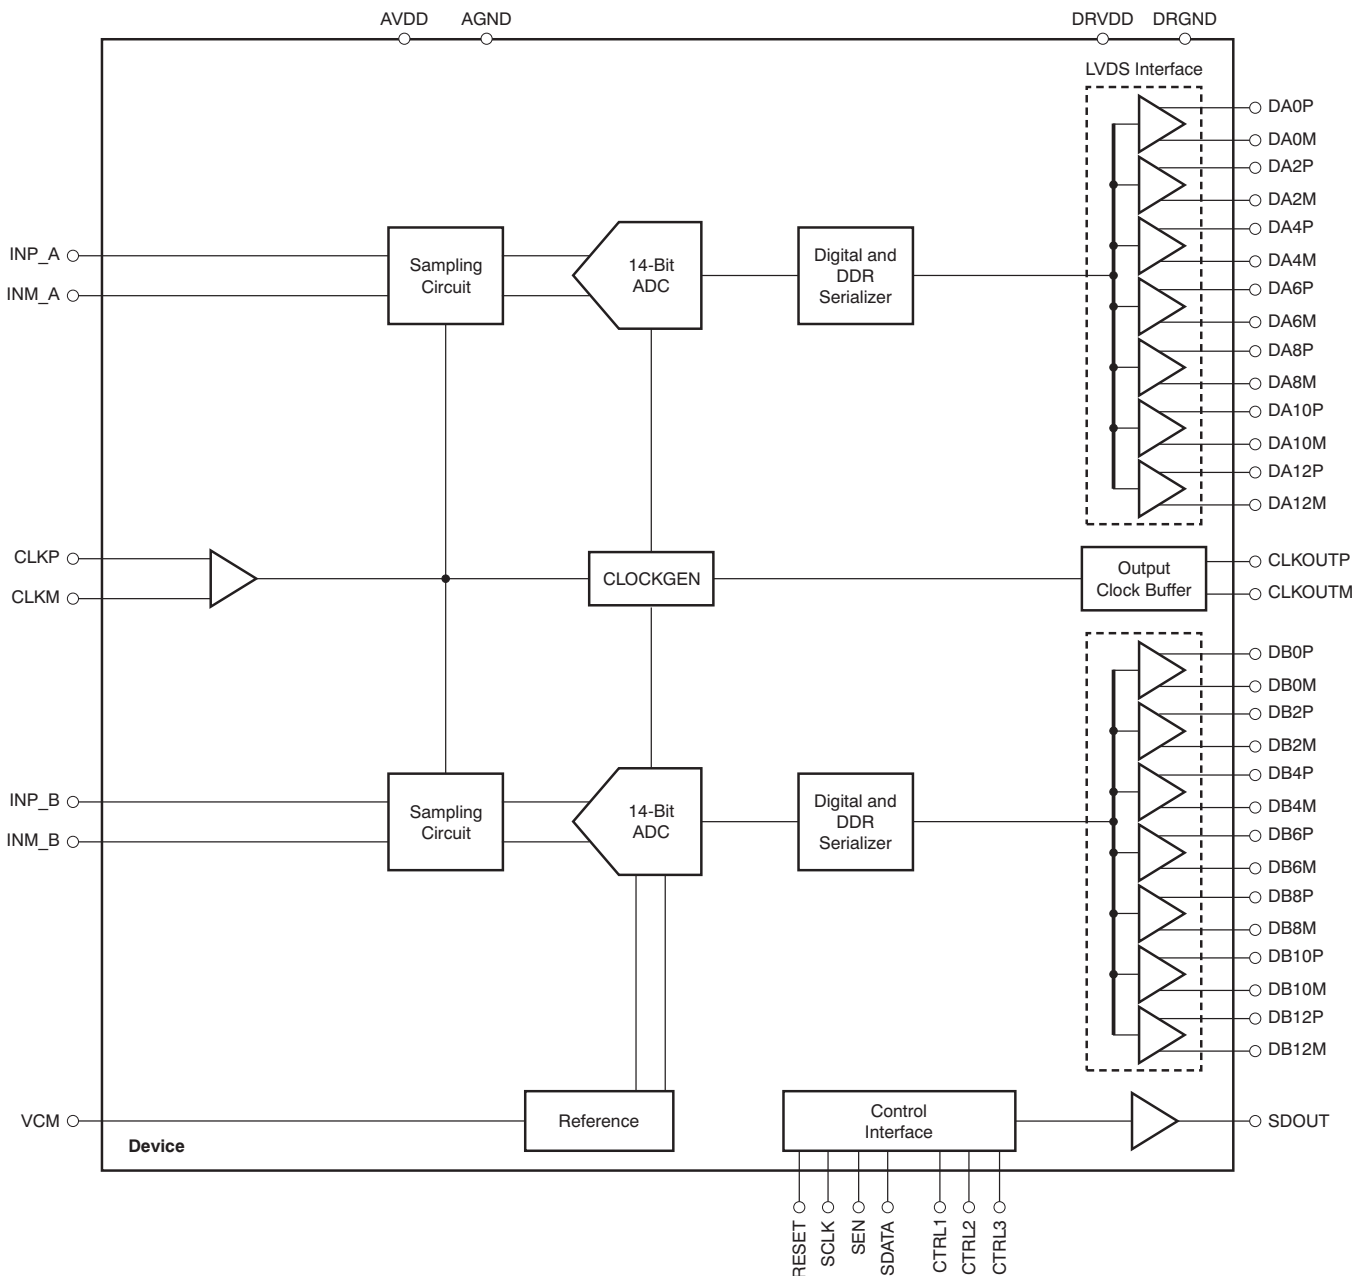 AVDD
AGND
DRVDD
DRGND
LVDS Interface
DA0P
DA0M
DA2P
DA2M
DA4P
DA4M
DA6P
DA6M
DA8P
DA8M
DA10P
DA10M
DA12P
DA12M
INP_A
INM_A
Sampling
Circuit
14-Bit
ADC
Digital and
DDR
Serializer
CLKP
CLKM
CLOCKGEN
Output
Clock Buffer
CLKOUTP
CLKOUTM
DB0P
DB0M
DB2P
DB2M
DB4P
DB4M
DB6P
DB6M
DB8P
DB8M
DB10P
DB10M
DB12P
DB12M
INP_B
INM_B
Sampling
Circuit
14-Bit
ADC
Digital and
DDR
Serializer
VCM
Reference
Control
Interface
SDOUT
Device
RESET
SCLK
SEN
SDATA
CTRL1
CTRL2
CTRL3